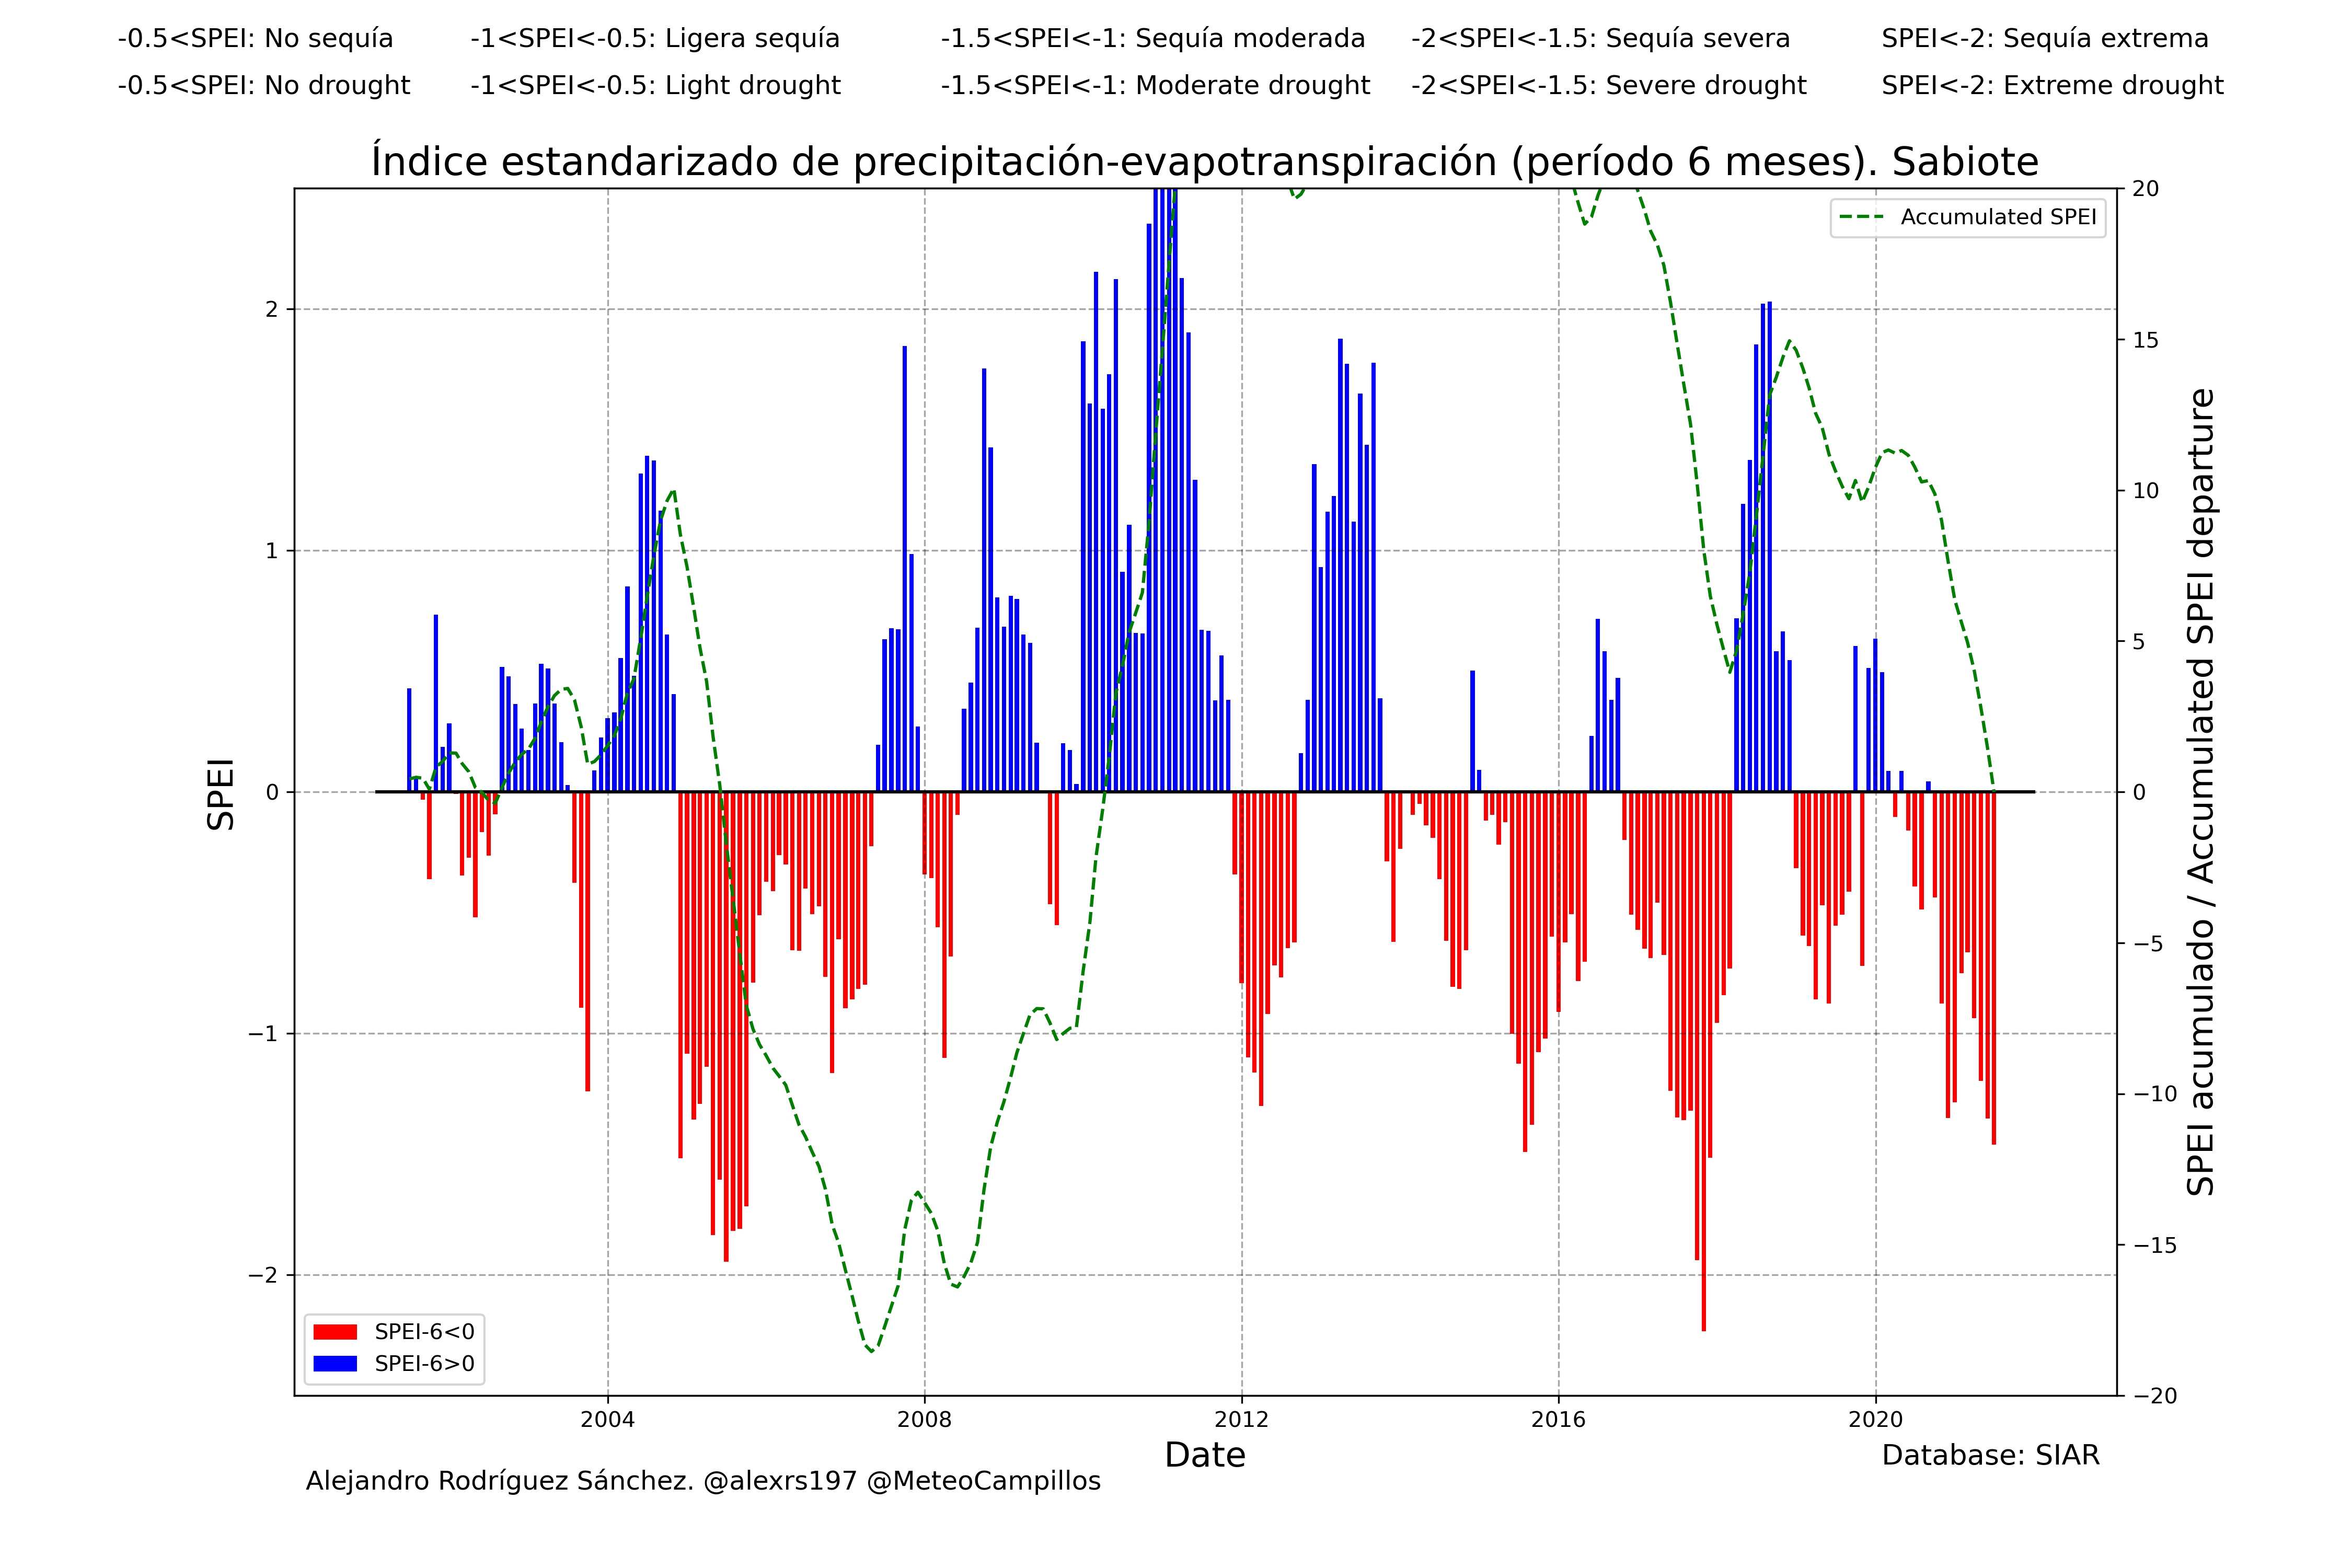 -0.5<SPEI: No sequía -1<SPEI<-0.5: Ligera sequía -1.5<SPEI<-1: Sequía moderada -2<SPEI<-1.5: Sequía severa SPEI<-2: Sequía extrema
-0.5<SPEI: No drought -1<SPEI<-0.5: Light drought -1.5<SPEI<-1: Moderate drought -2<SPEI<-1.5: Severe drought SPEI<-2: Extreme drought
Índice estandarizado de precipitación-evapotranspiración (período 6 meses). Sabiote
Accumulated SPEI
SPEI
2
1
0
−1
−2
20
15
10
5
0
−5
−10
−15
−20
SPEI acumulado / Accumulated SPEI departure
SPEI-6<0
SPEI-6>0
2004 2008 2012 2016 2020
Date
Database: SIAR
Alejandro Rodríguez Sánchez. @alexrs197 @MeteoCampillos